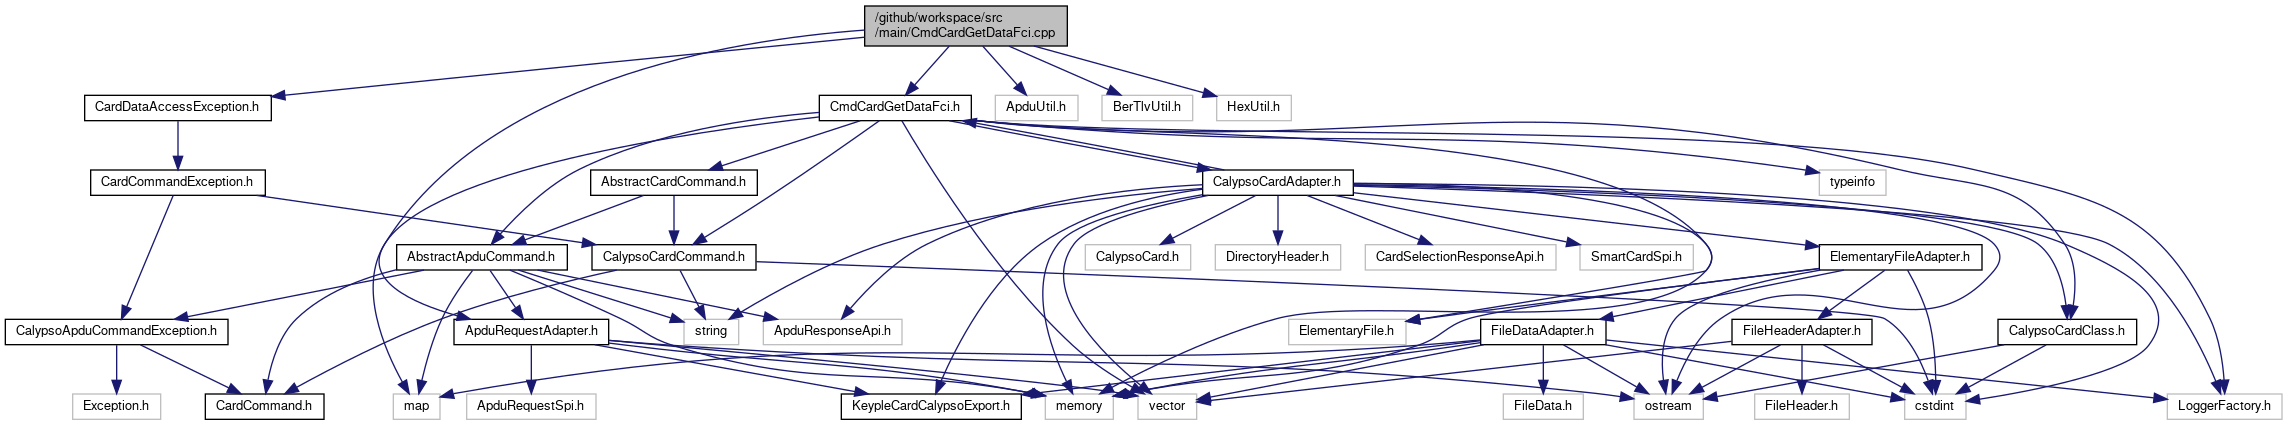 /github/workspace/src
/main/CmdCardGetDataFci.cpp
CardDataAccessException.h
CmdCardGetDataFci.h
ApduUtil.h
BerTlvUtil.h
HexUtil.h
CardCommandException.h
AbstractCardCommand.h
CalypsoCardAdapter.h
typeinfo
AbstractApduCommand.h
CalypsoCardCommand.h
CalypsoCard.h
DirectoryHeader.h
CardSelectionResponseApi.h
SmartCardSpi.h
ElementaryFileAdapter.h
CalypsoApduCommandException.h
ApduRequestAdapter.h
string
ApduResponseApi.h
ElementaryFile.h
FileDataAdapter.h
FileHeaderAdapter.h
CalypsoCardClass.h
Exception.h
CardCommand.h
map
ApduRequestSpi.h
KeypleCardCalypsoExport.h
memory
vector
FileData.h
ostream
FileHeader.h
cstdint
LoggerFactory.h